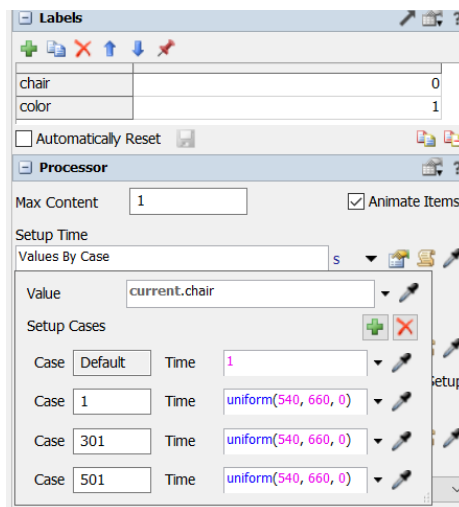 Labels
chair 0
color 1
Automatically Reset
Processor
Max Content 1 Animate Items
Setup Time
Values By Case s
Value current.chair
Setup Cases
Case Default Time 1
Case 1 Time uniform(540, 660, 0)
Setup
Case 301 Time uniform(540, 660, 0)
Case 501 Time uniform(540, 660, 0)